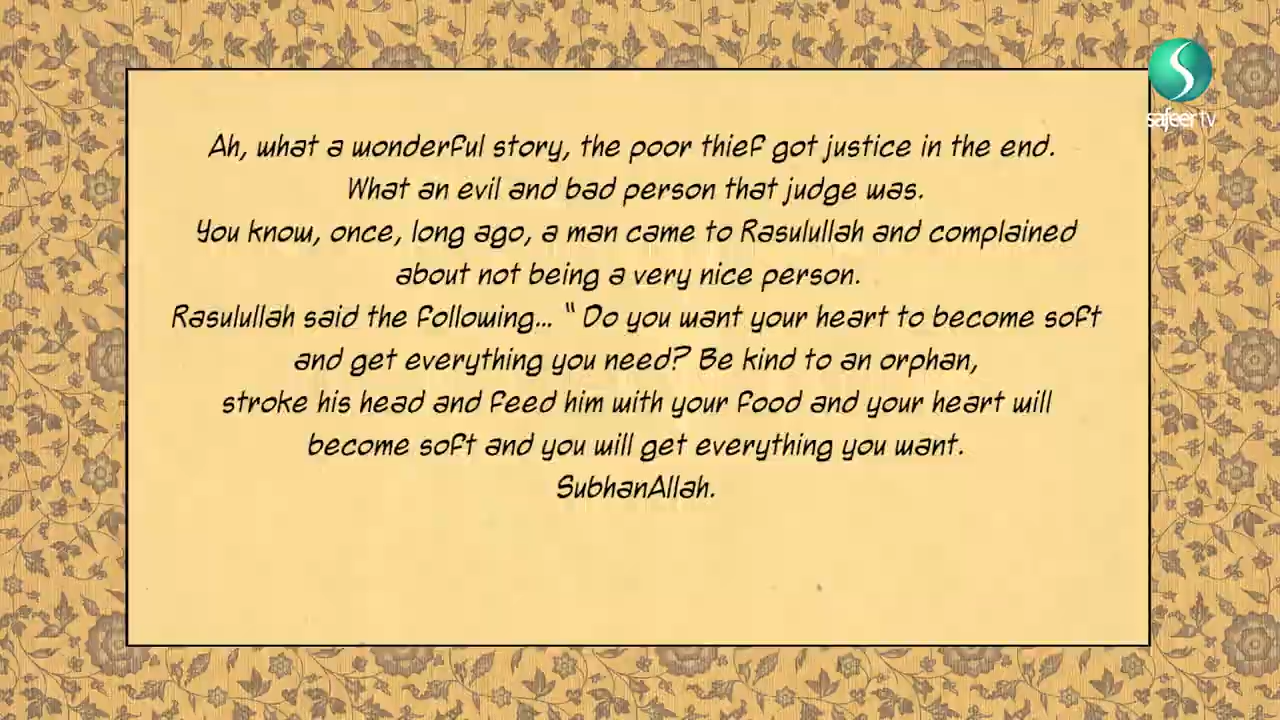 safeer tv
Ah, what a wonderful story, the poor thief got justice in the end.
What an evil and bad person that judge was.
You know, once, long ago, a man came to Rasulullah and complained
about not being a very nice person.
Rasulullah said the following... " Do you want your heart to become soft
and get everything you need? Be kind to an orphan,
stroke his head and feed him with your food and your heart will
become soft and you will get everything you want.
SubhanAllah.